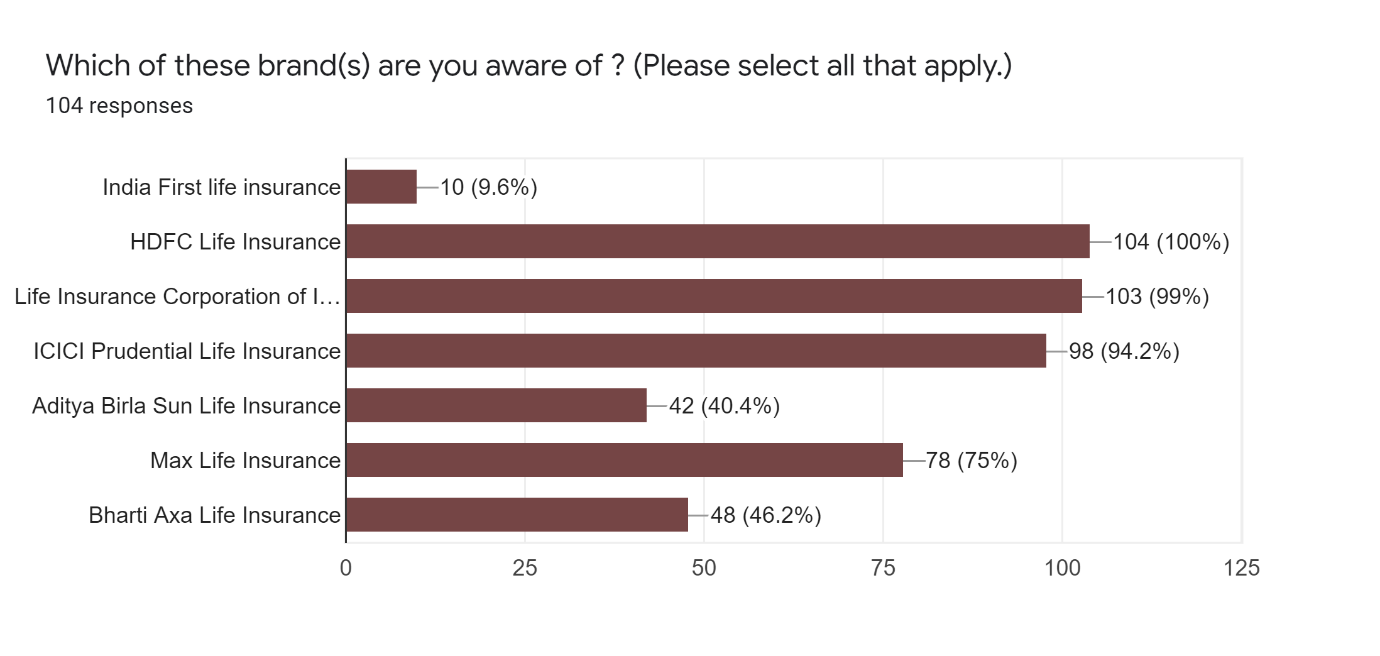 Which of these brand(s) are you aware of ? (Please select all that apply.)
104 responses
India First life insurance 10 (9.6%)
HDFC Life Insurance 104 (100%)
Life Insurance Corporation of I… 103 (99%)
ICICI Prudential Life Insurance 98 (94.2%)
Aditya Birla Sun Life Insurance 42 (40.4%)
Max Life Insurance 78 (75%)
Bharti Axa Life Insurance 48 (46.2%)
0 25 50 75 100 125